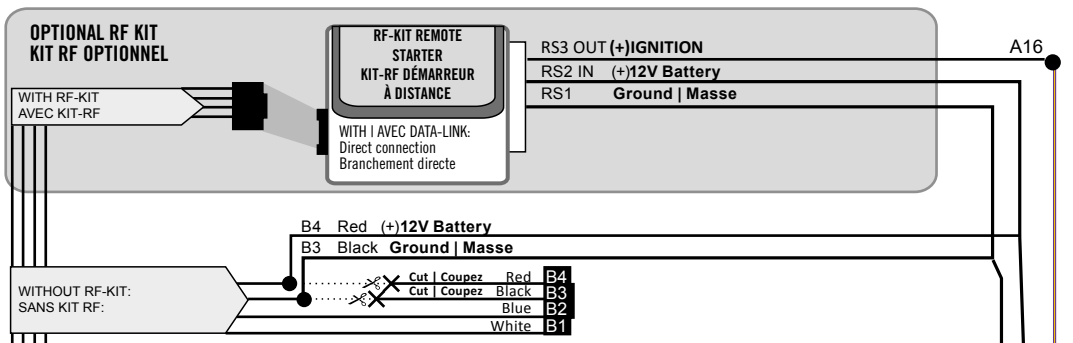 OPTIONAL RF KIT
KIT RF OPTIONNEL
RF-KIT REMOTE
STARTER
KIT-RF DÉMARREUR
À DISTANCE
WITH | AVEC DATA-LINK:
Direct connection
Branchement directe
WITH RF-KIT
AVEC KIT-RF
RS3 OUT (+)IGNITION
A16
RS2 IN (+)12V Battery
RS1 Ground | Masse
B4 Red (+)12V Battery
B3 Black Ground | Masse
WITHOUT RF-KIT:
SANS KIT RF:
Cut | Coupez Red B4
Cut | Coupez Black B3
Blue B2
White B1